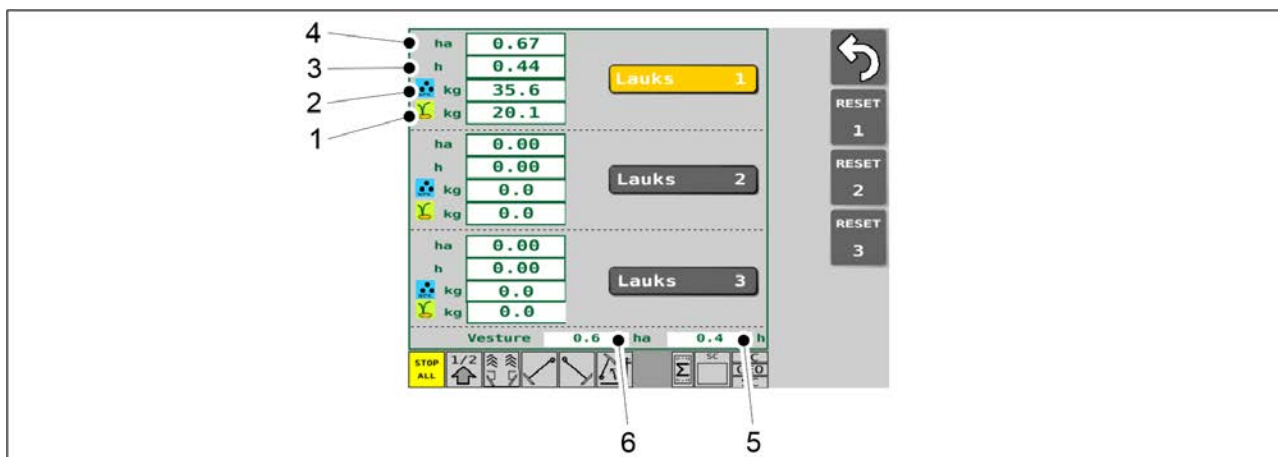 4
ha 0.67
3
h 0.44
Lauks 1
2
kg 35.6
1
kg 20.1
ha 0.00
h 0.00
Lauks 2
kg 0.0
kg 0.0
ha 0.00
h 0.00
Lauks 3
kg 0.0
kg 0.0
Vesture 0.6 ha 0.4 h
STOP
ALL
1/2
Σ
SC
RESET
1
RESET
2
RESET
3
6 5